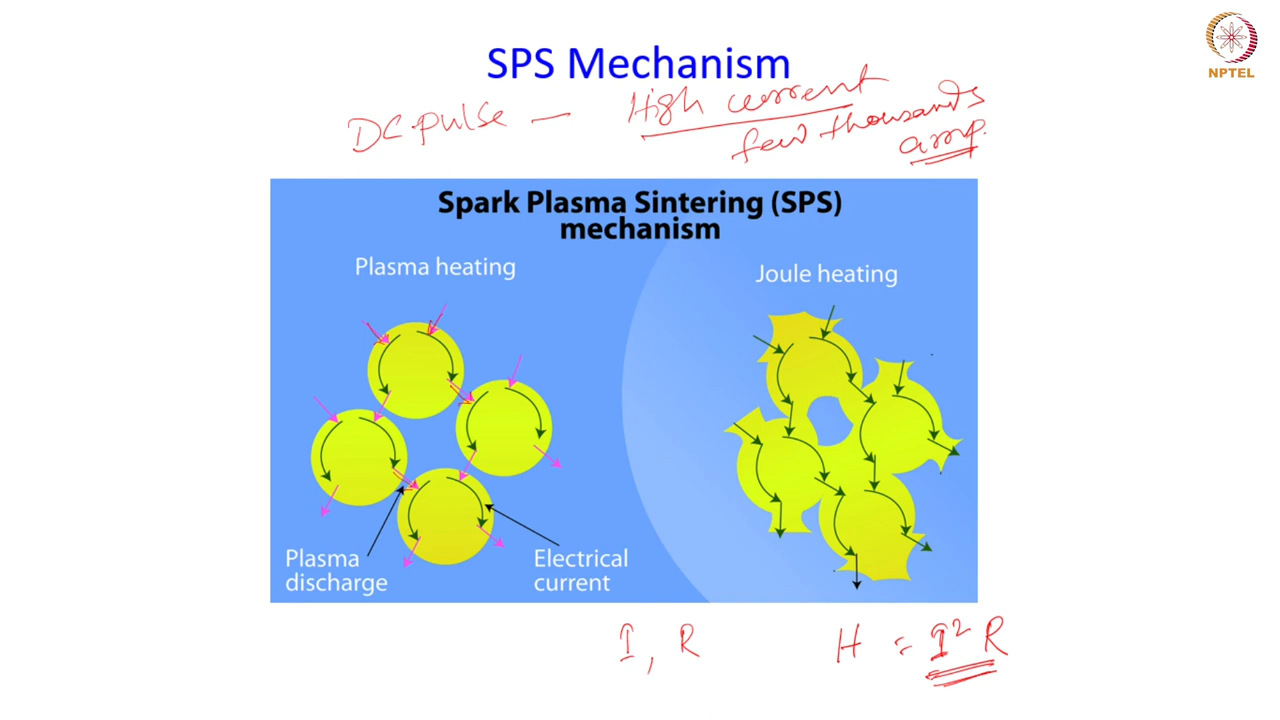 NPTEL
SPS Mechanism
DC pulse — High current
few thousands
amp.
Spark Plasma Sintering (SPS)
mechanism
Plasma heating
Joule heating
Plasma
discharge
Electrical
current
I, R
H = I² R